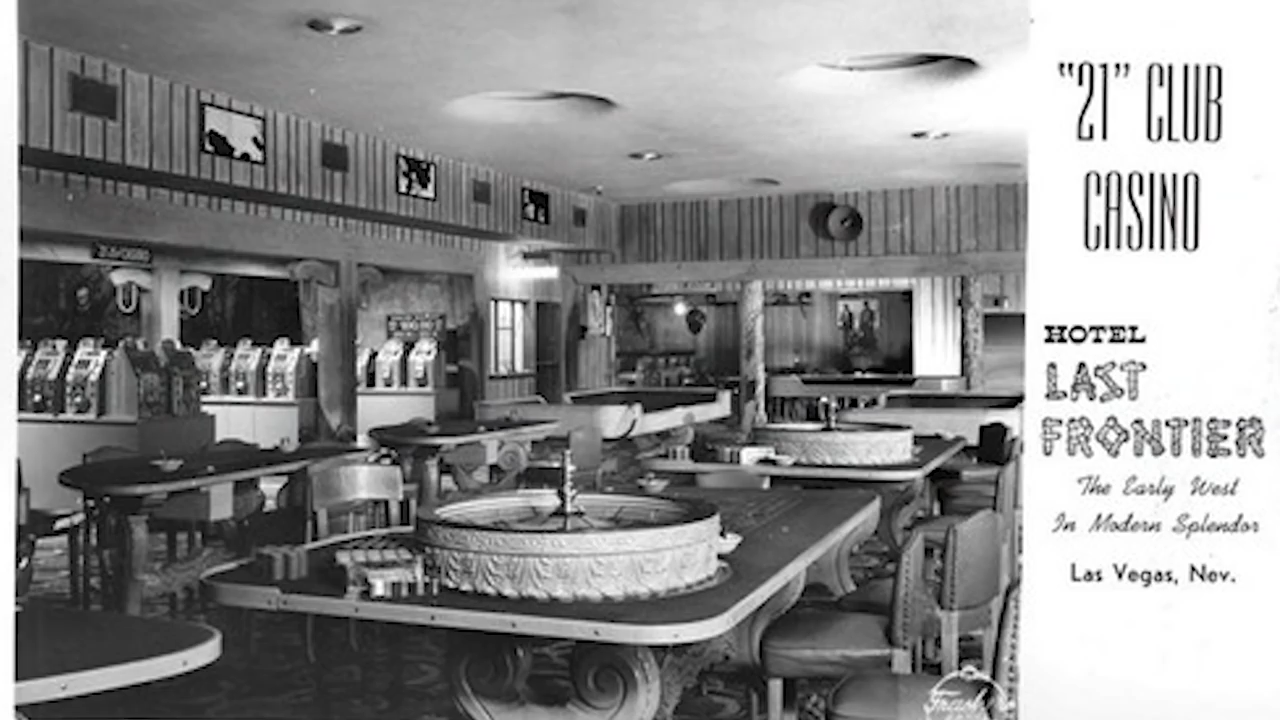 "21" CLUB
CASINO
HOTEL
LAST
FRONTIER
The Early West
In Modern Splendor
Las Vegas, Nev.